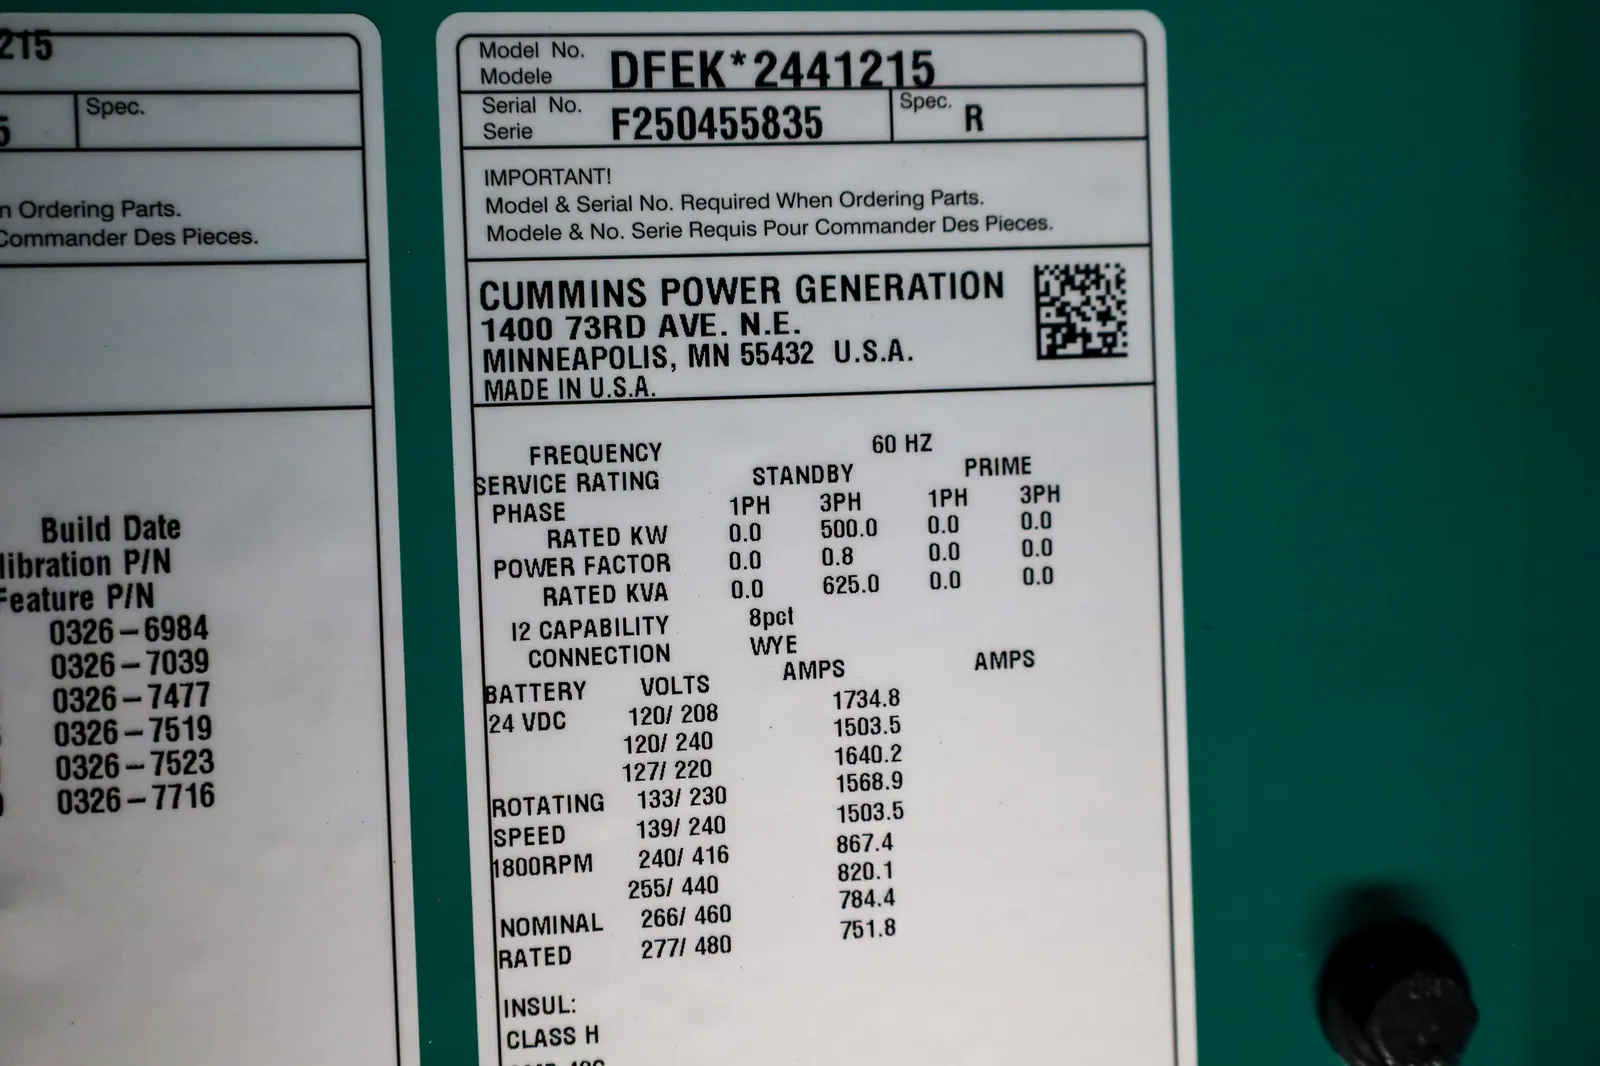 215
5
Spec.
n Ordering Parts.
Commander Des Pieces.
Build Date
libration P/N
Feature P/N
0326-6984
0326-7039
0326-7477
0326-7519
0326-7523
0326-7716
Model No.
Modele
DFEK*2441215
Serial No.
Serie
F250455835
Spec.
R
IMPORTANT!
Model & Serial No. Required When Ordering Parts.
Modele & No. Serie Requis Pour Commander Des Pieces.
CUMMINS POWER GENERATION
1400 73RD AVE. N.E.
MINNEAPOLIS, MN 55432 U.S.A.
MADE IN U.S.A.
FREQUENCY 60 HZ
SERVICE RATING STANDBY PRIME
PHASE 1PH 3PH 1PH 3PH
RATED KW 0.0 500.0 0.0 0.0
POWER FACTOR 0.0 0.8 0.0 0.0
RATED KVA 0.0 625.0 0.0 0.0
I2 CAPABILITY 8pct
CONNECTION WYE
BATTERY VOLTS AMPS AMPS
24 VDC 120/ 208 1734.8
120/ 240 1503.5
127/ 220 1640.2
ROTATING 133/ 230 1568.9
SPEED 139/ 240 1503.5
1800RPM 240/ 416 867.4
255/ 440 820.1
NOMINAL 266/ 460 784.4
RATED 277/ 480 751.8
INSUL:
CLASS H